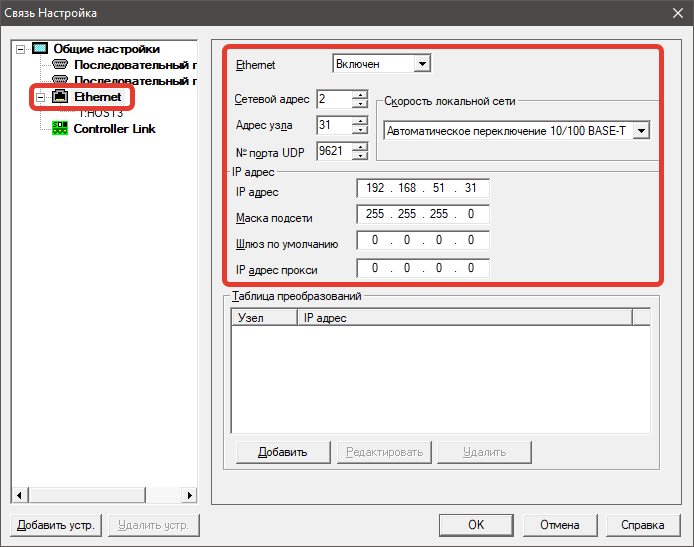 Связь Настройка
Общие настройки
Последовательный п
Последовательный п
Ethernet
1:HOST3
Controller Link
Ethernet
Включен
Сетевой адрес 2
Адрес узла 31
№ порта UDP 9621
Скорость локальной сети
Автоматическое переключение 10/100 BASE-T
IP адрес
IP адрес 192 . 168 . 51 . 31
Маска подсети 255 . 255 . 255 . 0
Шлюз по умолчанию 0 . 0 . 0 . 0
IP адрес прокси 0 . 0 . 0 . 0
Таблица преобразований
Узел IP адрес
Добавить Редактировать Удалить
Добавить устр. Удалить устр. OK Отмена Справка